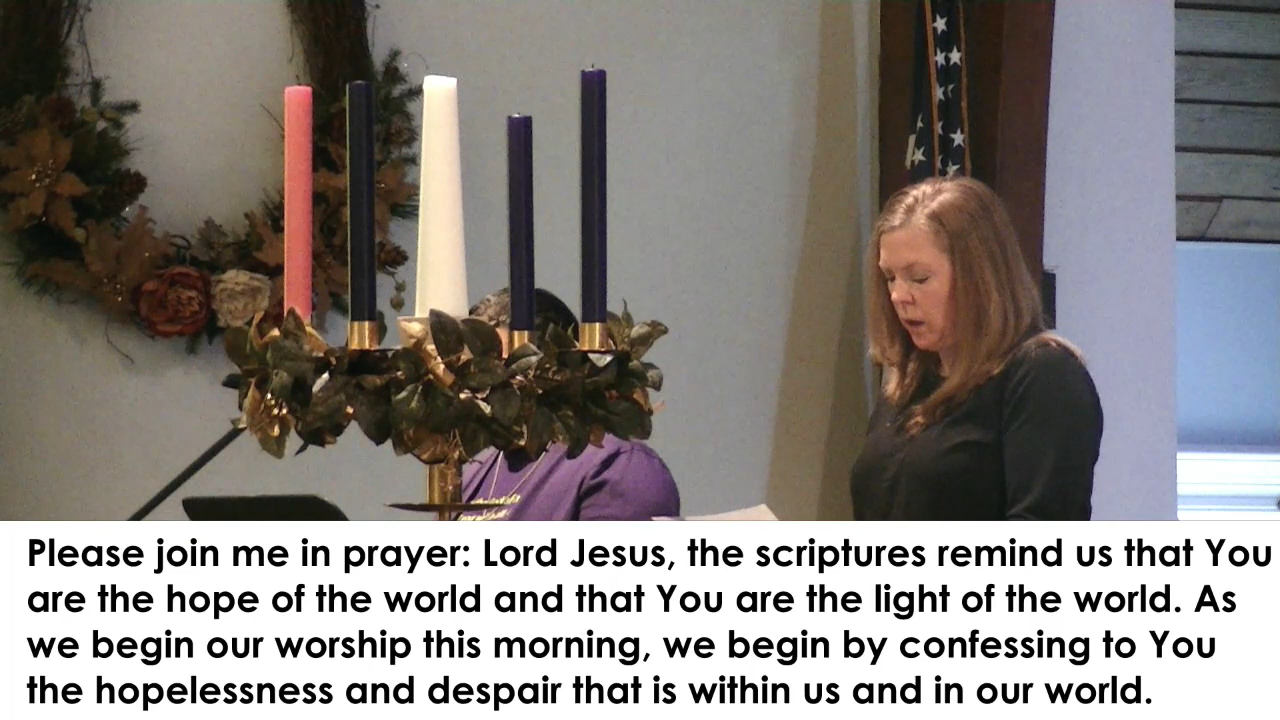 Please join me in prayer: Lord Jesus, the scriptures remind us that You
are the hope of the world and that You are the light of the world. As
we begin our worship this morning, we begin by confessing to You
the hopelessness and despair that is within us and in our world.